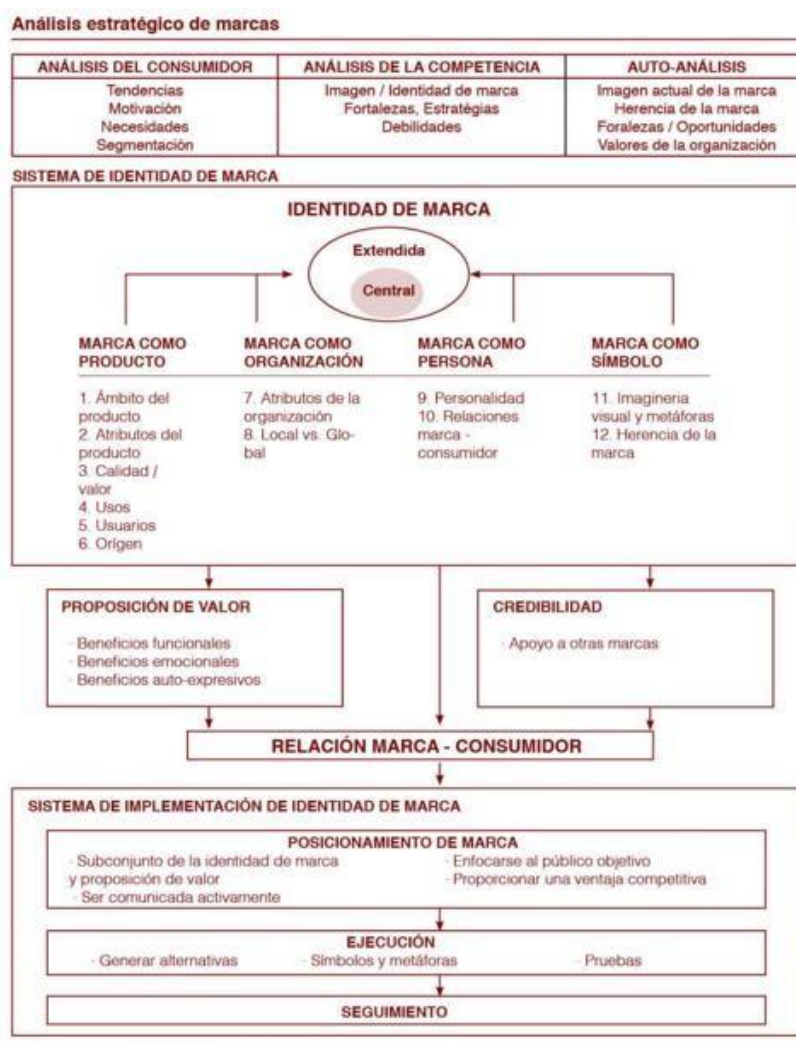 Análisis estratégico de marcas
ANÁLISIS DEL CONSUMIDOR
Tendencias
Motivación
Necesidades
Segmentación
ANÁLISIS DE LA COMPETENCIA
Imagen / Identidad de marca
Fortalezas, Estratégias
Debilidades
AUTO-ANÁLISIS
Imagen actual de la marca
Herencia de la marca
Foralezas / Oportunidades
Valores de la organización
SISTEMA DE IDENTIDAD DE MARCA
IDENTIDAD DE MARCA
Extendida
Central
MARCA COMO
PRODUCTO
1. Ámbito del
producto
2. Atributos del
producto
3. Calidad /
valor
4. Usos
5. Usuarios
6. Orígen
MARCA COMO
ORGANIZACIÓN
7. Atributos de la
organización
8. Local vs. Glo-
bal
MARCA COMO
PERSONA
9. Personalidad
10. Relaciones
marca -
consumidor
MARCA COMO
SÍMBOLO
11. Imagineria
visual y metáforas
12. Herencia de la
marca
PROPOSICIÓN DE VALOR
· Beneficios funcionales
· Beneficios emocionales
· Beneficios auto-expresivos
CREDIBILIDAD
· Apoyo a otras marcas
RELACIÓN MARCA - CONSUMIDOR
SISTEMA DE IMPLEMENTACIÓN DE IDENTIDAD DE MARCA
POSICIONAMIENTO DE MARCA
· Subconjunto de la identidad de marca
y proposición de valor
· Ser comunicada activamente
· Enfocarse al público objetivo
· Proporcionar una ventaja competitiva
EJECUCIÓN
· Generar alternativas
· Símbolos y metáforas
· Pruebas
SEGUIMIENTO